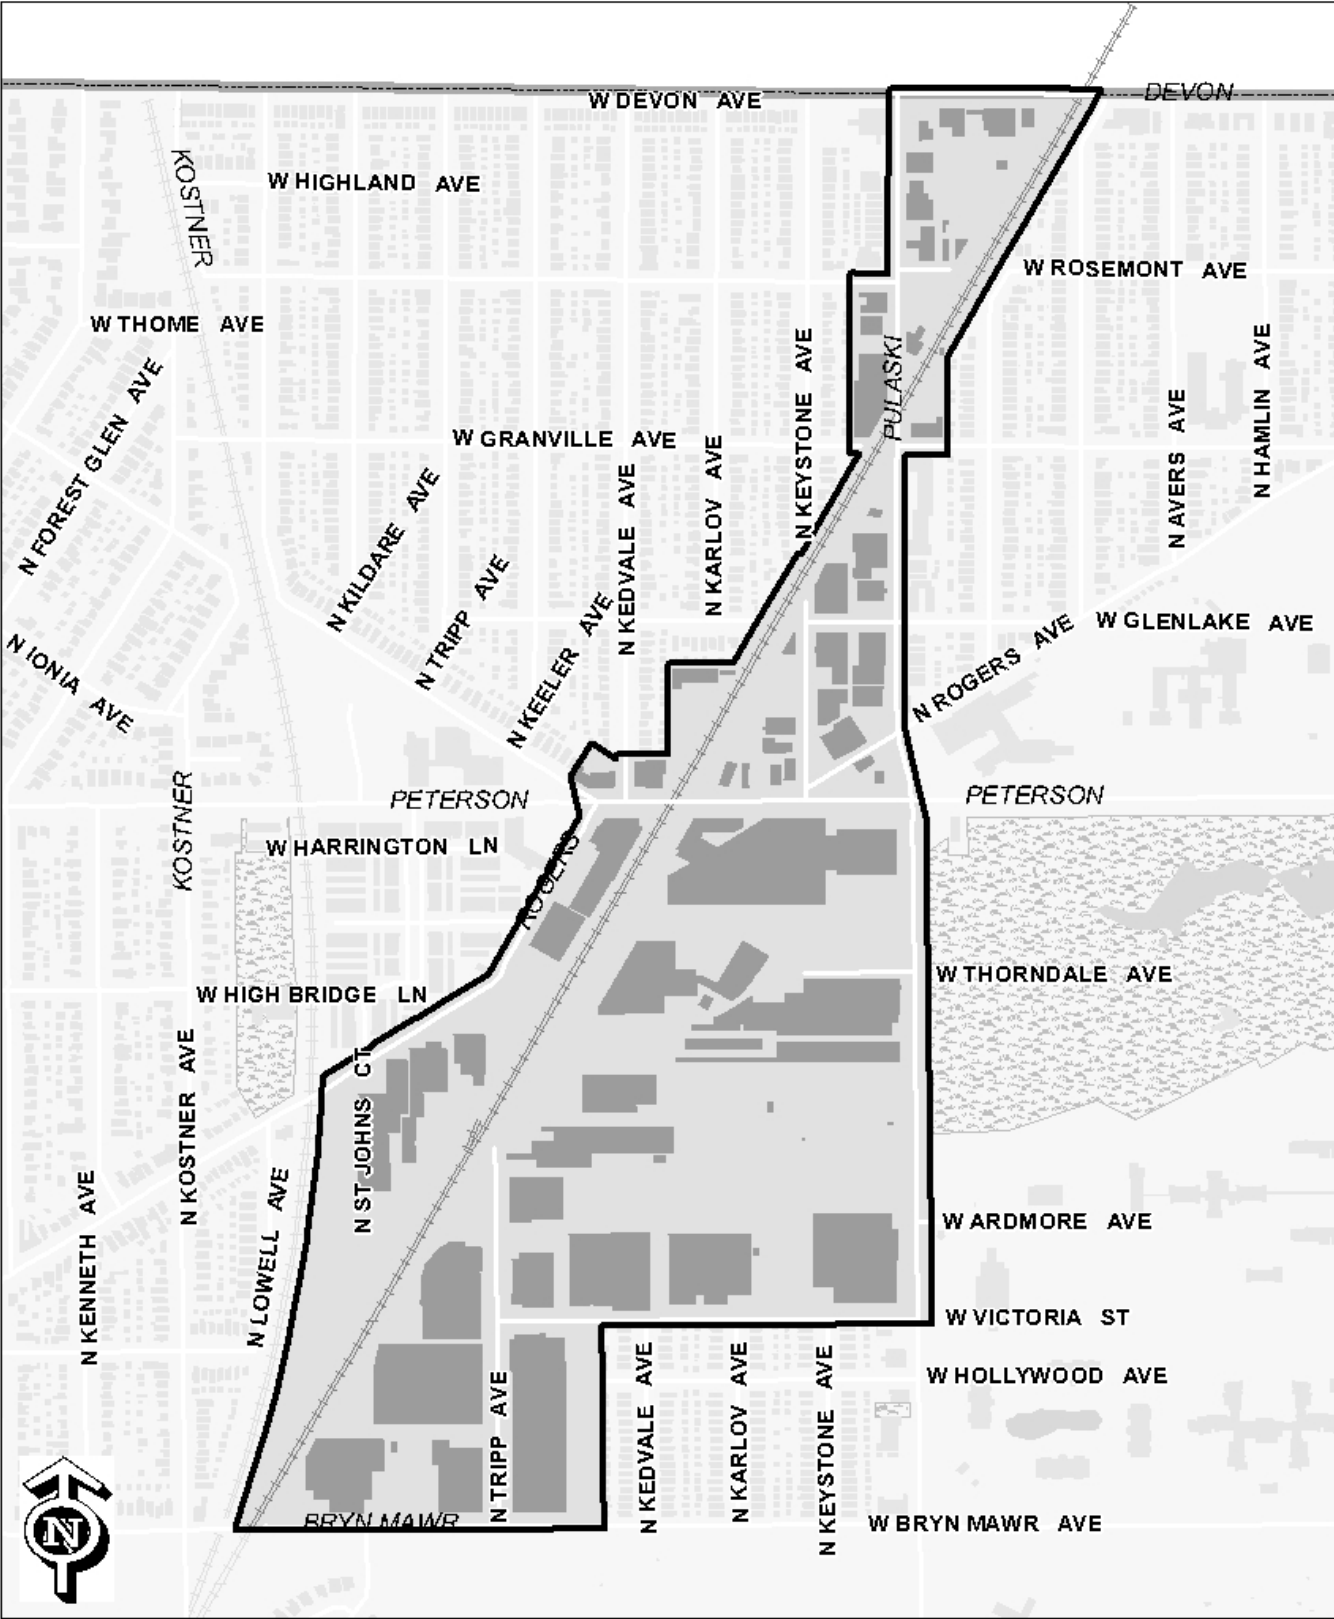 DEVON
W DEVON AVE
KOSTNER
W HIGHLAND AVE
W ROSEMONT AVE
W THOME AVE
N FOREST GLEN AVE
N KEYSTONE AVE
PULASKI
N AVERS AVE
N HAMLIN AVE
W GRANVILLE AVE
N KILDARE AVE
N TRIPP AVE
N KEELER AVE
N KEDVALE AVE
N KARLOV AVE
N IONIA AVE
N ROGERS AVE
W GLENLAKE AVE
KOSTNER
PETERSON
PETERSON
W HARRINGTON LN
ROGERS
W THORNDALE AVE
W HIGH BRIDGE LN
N ST JOHNS CT
N KOSTNER AVE
N KENNETH AVE
N LOWELL AVE
W ARDMORE AVE
W VICTORIA ST
W HOLLYWOOD AVE
N TRIPP AVE
N KEDVALE AVE
N KARLOV AVE
N KEYSTONE AVE
BRYN MAWR
W BRYN MAWR AVE
N